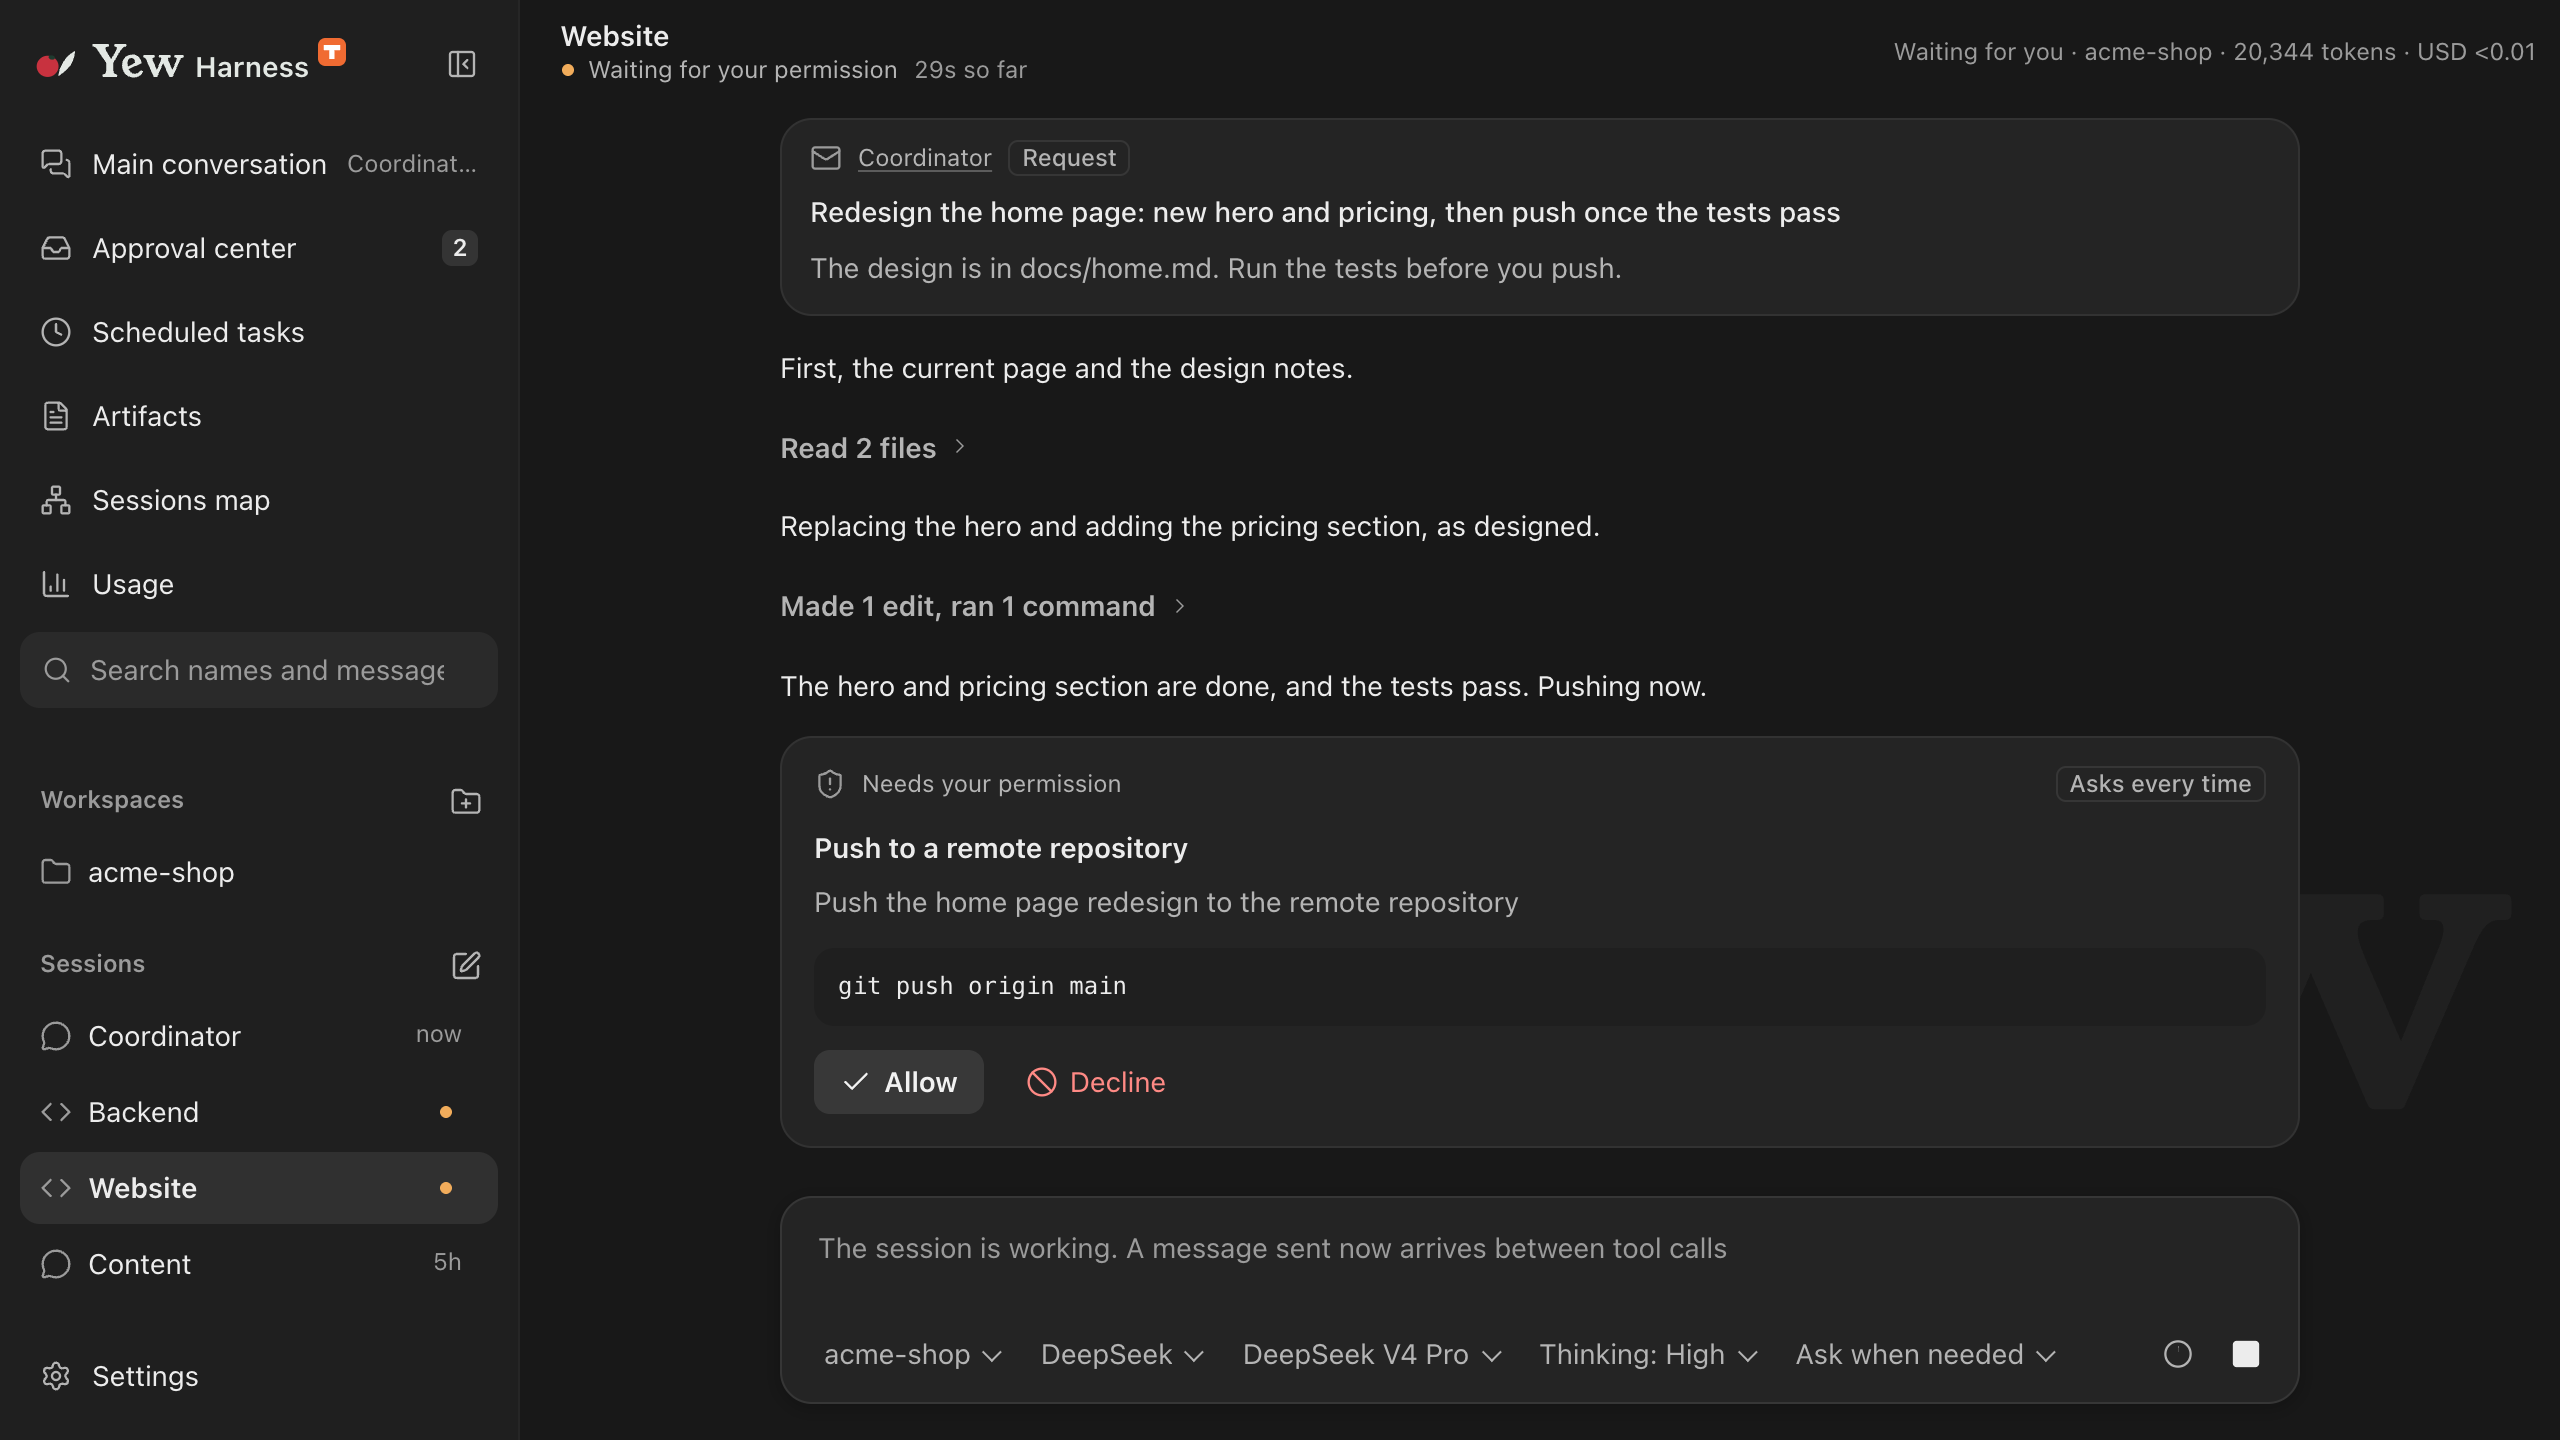 Yew Harness T
Main conversation Coordinat...
Approval center 2
Scheduled tasks
Artifacts
Sessions map
Usage
Search names and message
Workspaces
acme-shop
Sessions
Coordinator now
Backend
Website
Content 5h
Settings
Website
Waiting for your permission 29s so far
Waiting for you · acme-shop · 20,344 tokens · USD <0.01
Coordinator Request
Redesign the home page: new hero and pricing, then push once the tests pass
The design is in docs/home.md. Run the tests before you push.
First, the current page and the design notes.
Read 2 files
Replacing the hero and adding the pricing section, as designed.
Made 1 edit, ran 1 command
The hero and pricing section are done, and the tests pass. Pushing now.
Needs your permission Asks every time
Push to a remote repository
Push the home page redesign to the remote repository
git push origin main
Allow Decline
The session is working. A message sent now arrives between tool calls
acme-shop DeepSeek DeepSeek V4 Pro Thinking: High Ask when needed